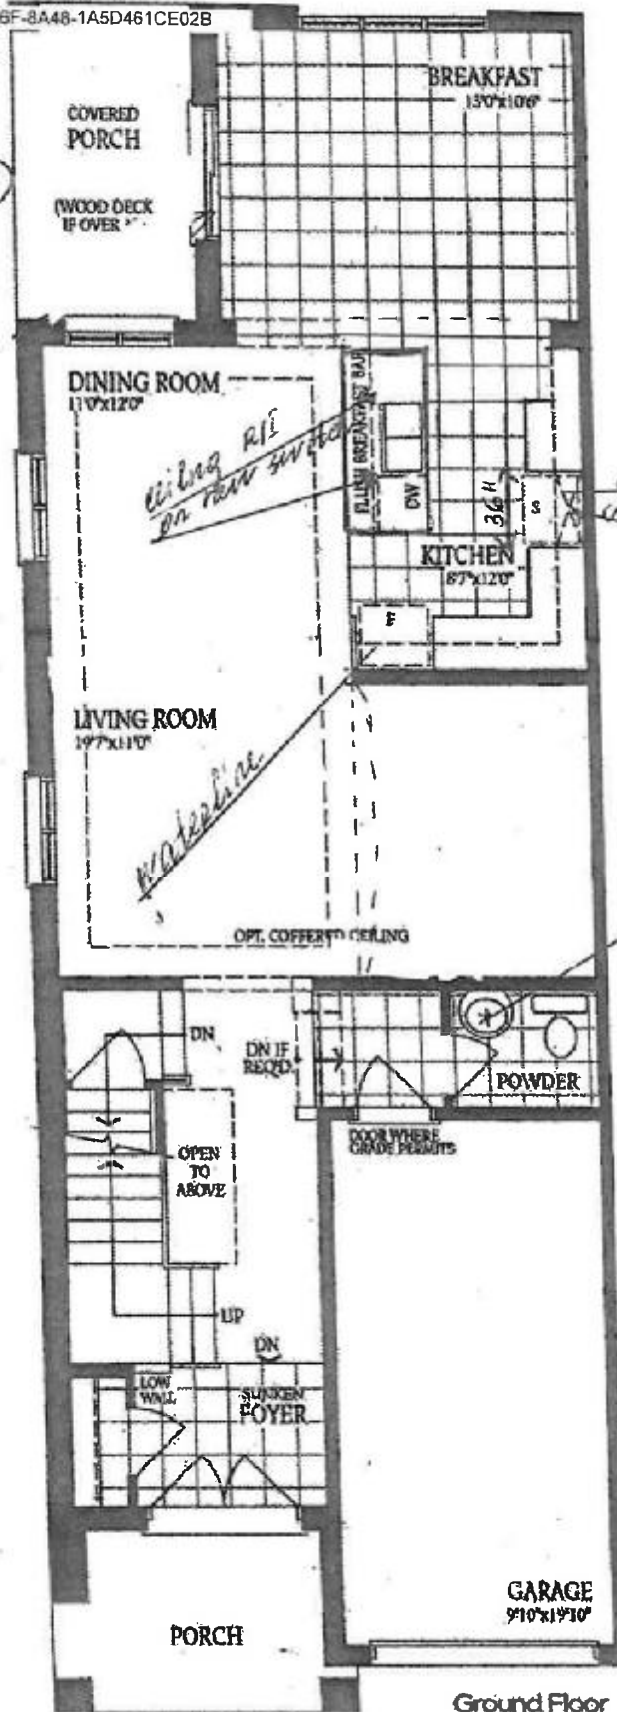 6F-8A48-1A5D461CE02B
BREAKFAST
13'0"x10'6"
COVERED
PORCH
(WOOD DECK
IF OVER
DINING ROOM
11'0"x12'0"
FLUSH BREAKFAST BAR
ceiling R/I
on new switch
DW
36"
S
KITCHEN
8'7"x12'0"
F
LIVING ROOM
19'7"x11'0"
waterline
OPT. COFFERED CEILING
DN
DN IF
REQ'D.
POWDER
OPEN
TO
ABOVE
DOOR WHERE
GRADE PERMITS
UP
DN
LOW
WALL
SUNKEN
FOYER
GARAGE
9'10"x19'10"
PORCH
Ground Floor